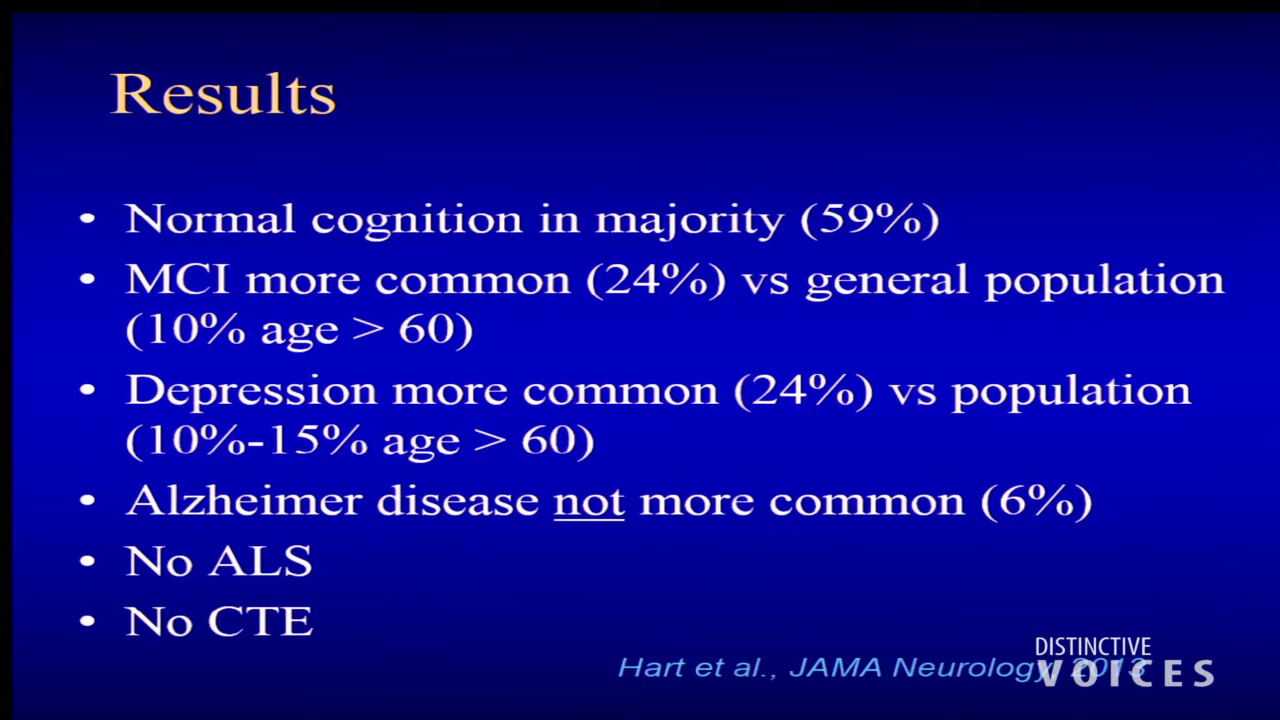 Results
• Normal cognition in majority (59%)
• MCI more common (24%) vs general population
(10% age > 60)
• Depression more common (24%) vs population
(10%-15% age > 60)
• Alzheimer disease not more common (6%)
• No ALS
• No CTE
DISTINCTIVE
VOICES
Hart et al., JAMA Neurology, 2013